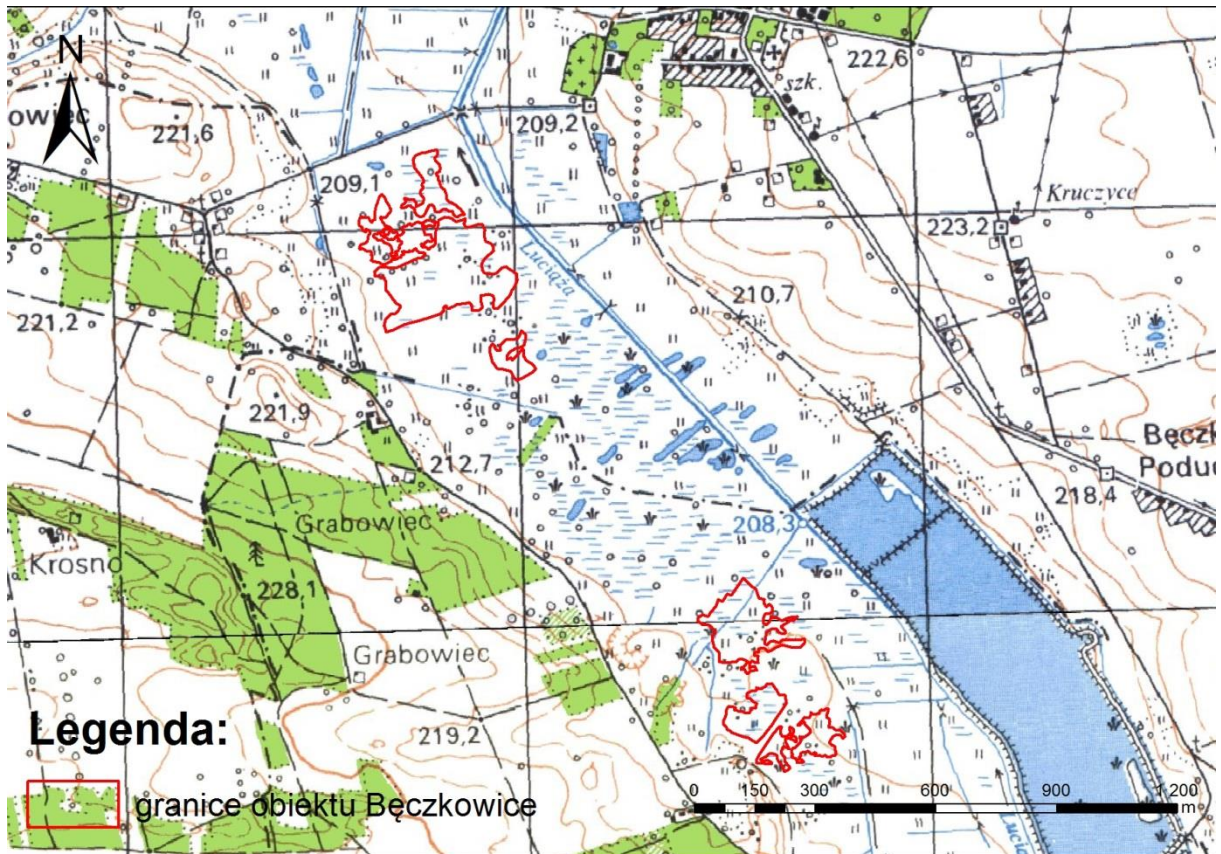 N
owiec
221,6
209,2
szk.
222,6
209,1
Kruczyce
223,2
Luciąża
221,2
210,7
221,9
Bęczk
Poduc
212,7
218,4
208,3
Grabowiec
Krosno
228,1
Grabowiec
219,2
Legenda:
granice obiektu Bęczkowice
0 150 300 600 900 1200
m
Lucią